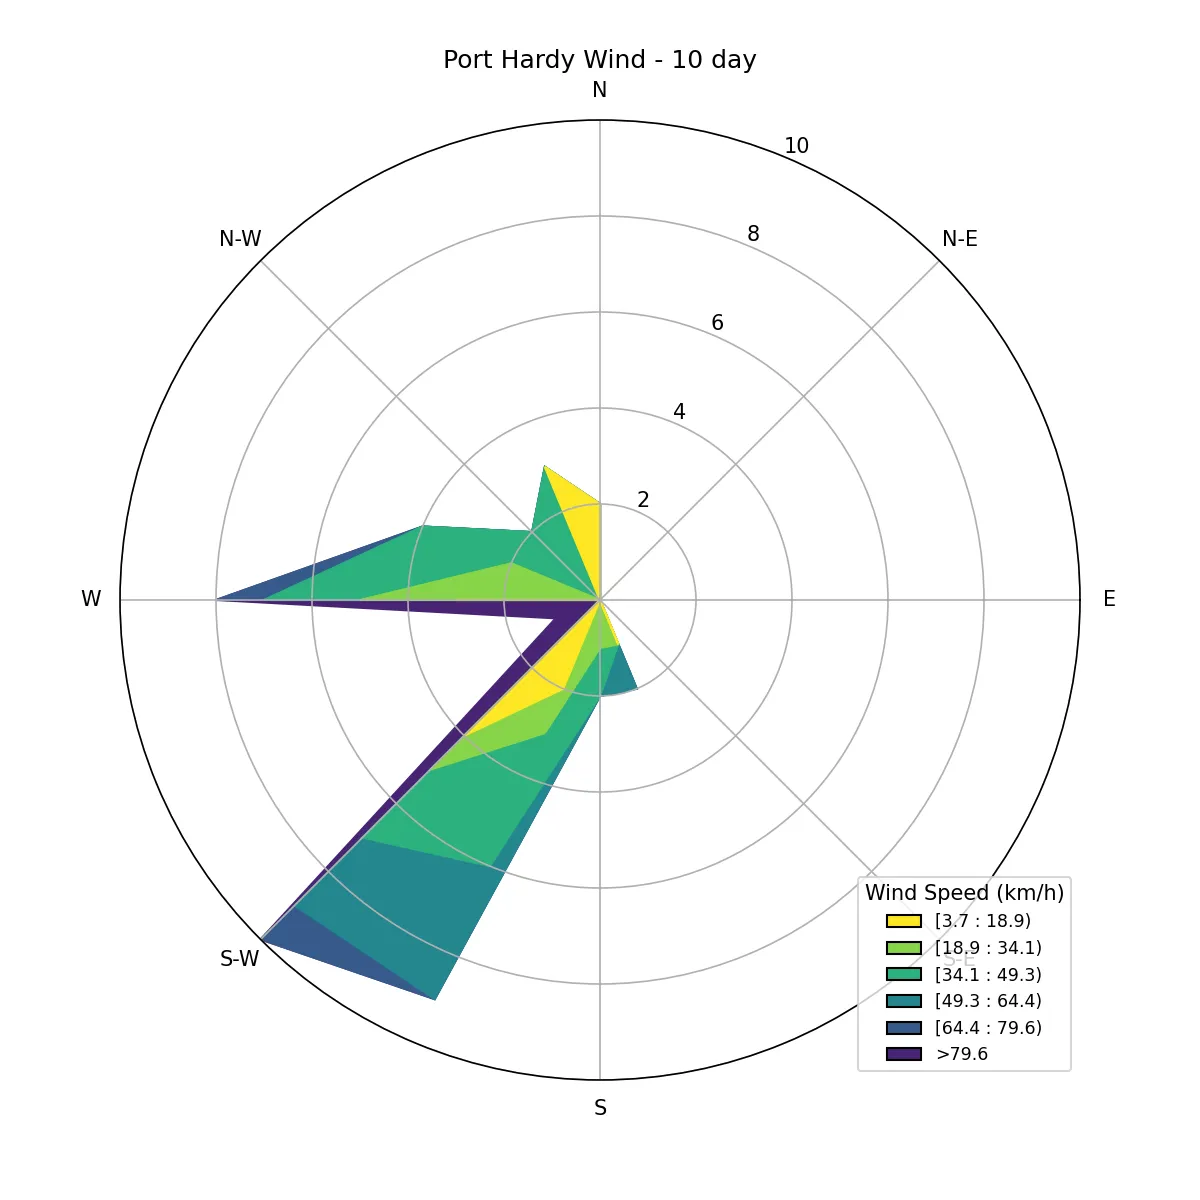 Port Hardy Wind - 10 day
N
10
N-W
N-E
8
6
4
2
W
E
S-W
S-E
S
Wind Speed (km/h)
[3.7 : 18.9)
[18.9 : 34.1)
[34.1 : 49.3)
[49.3 : 64.4)
[64.4 : 79.6)
>79.6